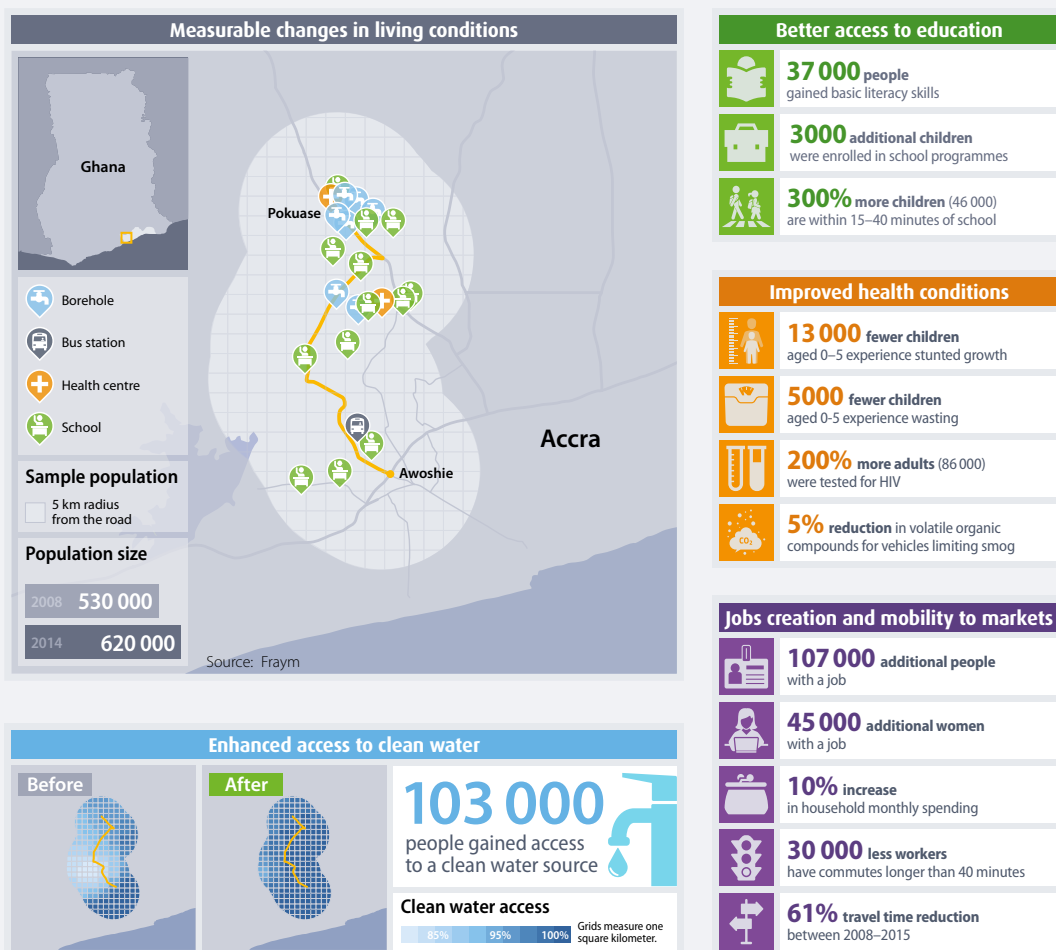 Measurable changes in living conditions
Ghana
Borehole
Bus station
Health centre
School
Sample population
5 km radius
from the road
Population size
2008 530 000
2014 620 000
Pokuase
Awoshie
Accra
Source: Fraym
Enhanced access to clean water
Before
After
103 000
people gained access
to a clean water source
Clean water access
85% 95% 100%
Grids measure one
square kilometer.
Better access to education
37 000 people
gained basic literacy skills
3000 additional children
were enrolled in school programmes
300% more children (46 000)
are within 15–40 minutes of school
Improved health conditions
13 000 fewer children
aged 0–5 experience stunted growth
5000 fewer children
aged 0-5 experience wasting
200% more adults (86 000)
were tested for HIV
CO₂
5% reduction in volatile organic
compounds for vehicles limiting smog
Jobs creation and mobility to markets
107 000 additional people
with a job
45 000 additional women
with a job
10% increase
in household monthly spending
30 000 less workers
have commutes longer than 40 minutes
61% travel time reduction
between 2008–2015